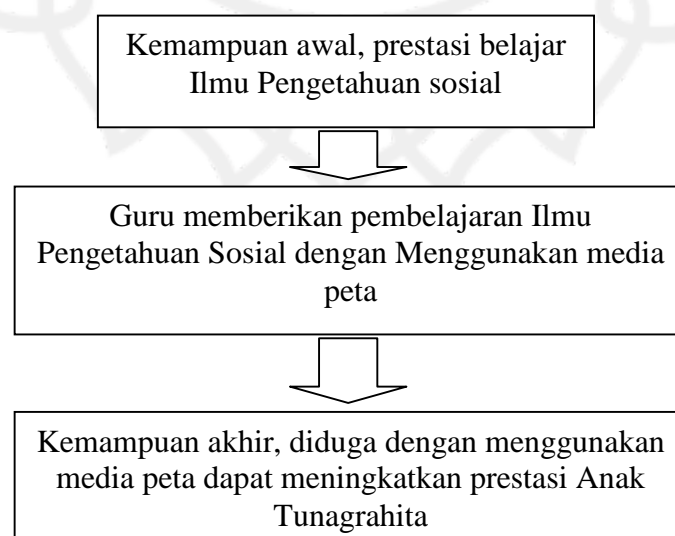 Kemampuan awal, prestasi belajar
Ilmu Pengetahuan sosial
Guru memberikan pembelajaran Ilmu
Pengetahuan Sosial dengan Menggunakan media
peta
Kemampuan akhir, diduga dengan menggunakan
media peta dapat meningkatkan prestasi Anak
Tunagrahita